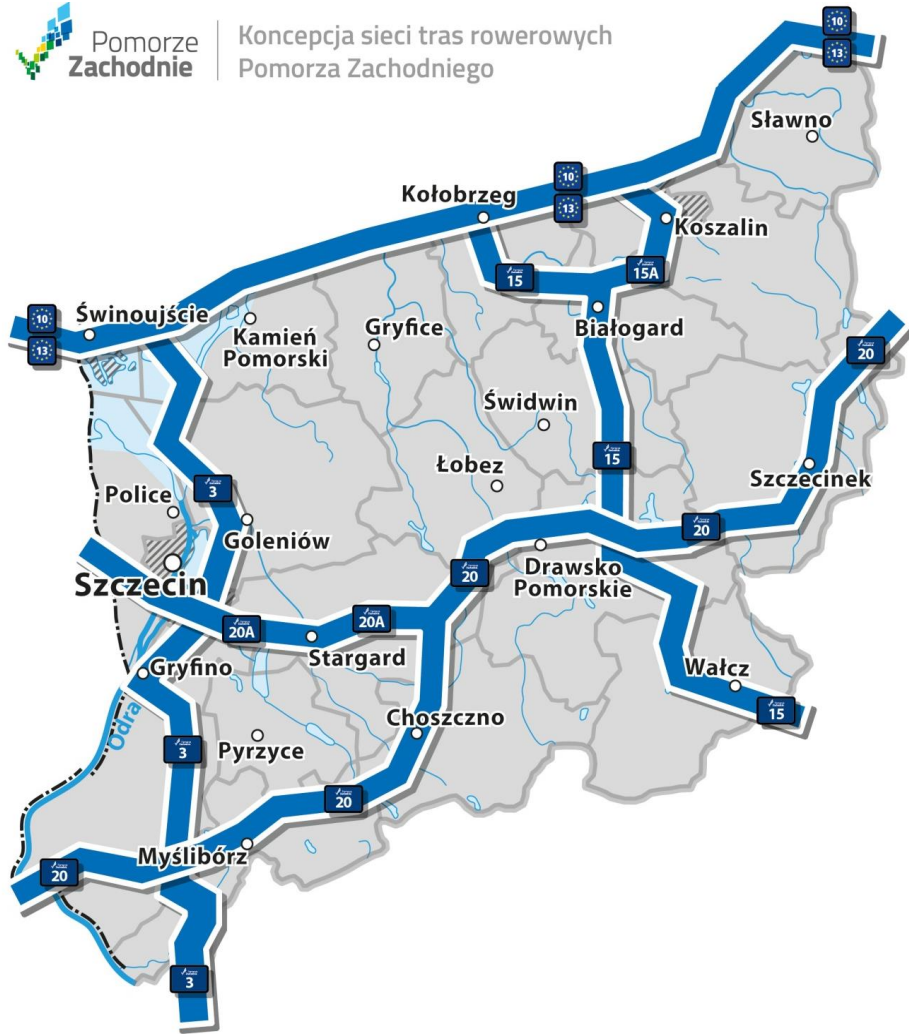 Pomorze
Zachodnie
Koncepcja sieci tras rowerowych
Pomorza Zachodniego
10
13
Sławno
10
13
Kołobrzeg
Koszalin
15
15A
10
13
Świnoujście
Kamień
Pomorski
Gryfice
Białogard
20
Świdwin
15
Łobez
Szczecinek
3
Police
Goleniów
20
Szczecin
Drawsko
Pomorskie
20
20A
20A
Stargard
Gryfino
Wałcz
15
Odra
Choszczno
3
Pyrzyce
20
Myślibórz
20
3